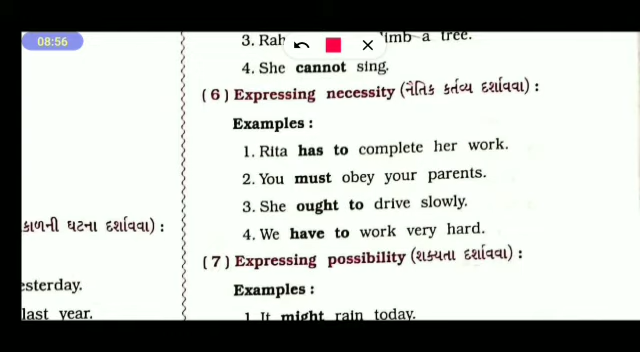 08:56
3. Rah
limb a tree.
4. She cannot sing.
( 6 ) Expressing necessity (નૈતિક કર્તવ્ય દર્શાવવા) :
Examples :
1. Rita has to complete her work.
2. You must obey your parents.
3. She ought to drive slowly.
4. We have to work very hard.
( 7 ) Expressing possibility (શક્યતા દર્શાવવા) :
Examples :
1. It might rain today.
કાળની ઘટના દર્શાવવા) :
esterday.
last year.